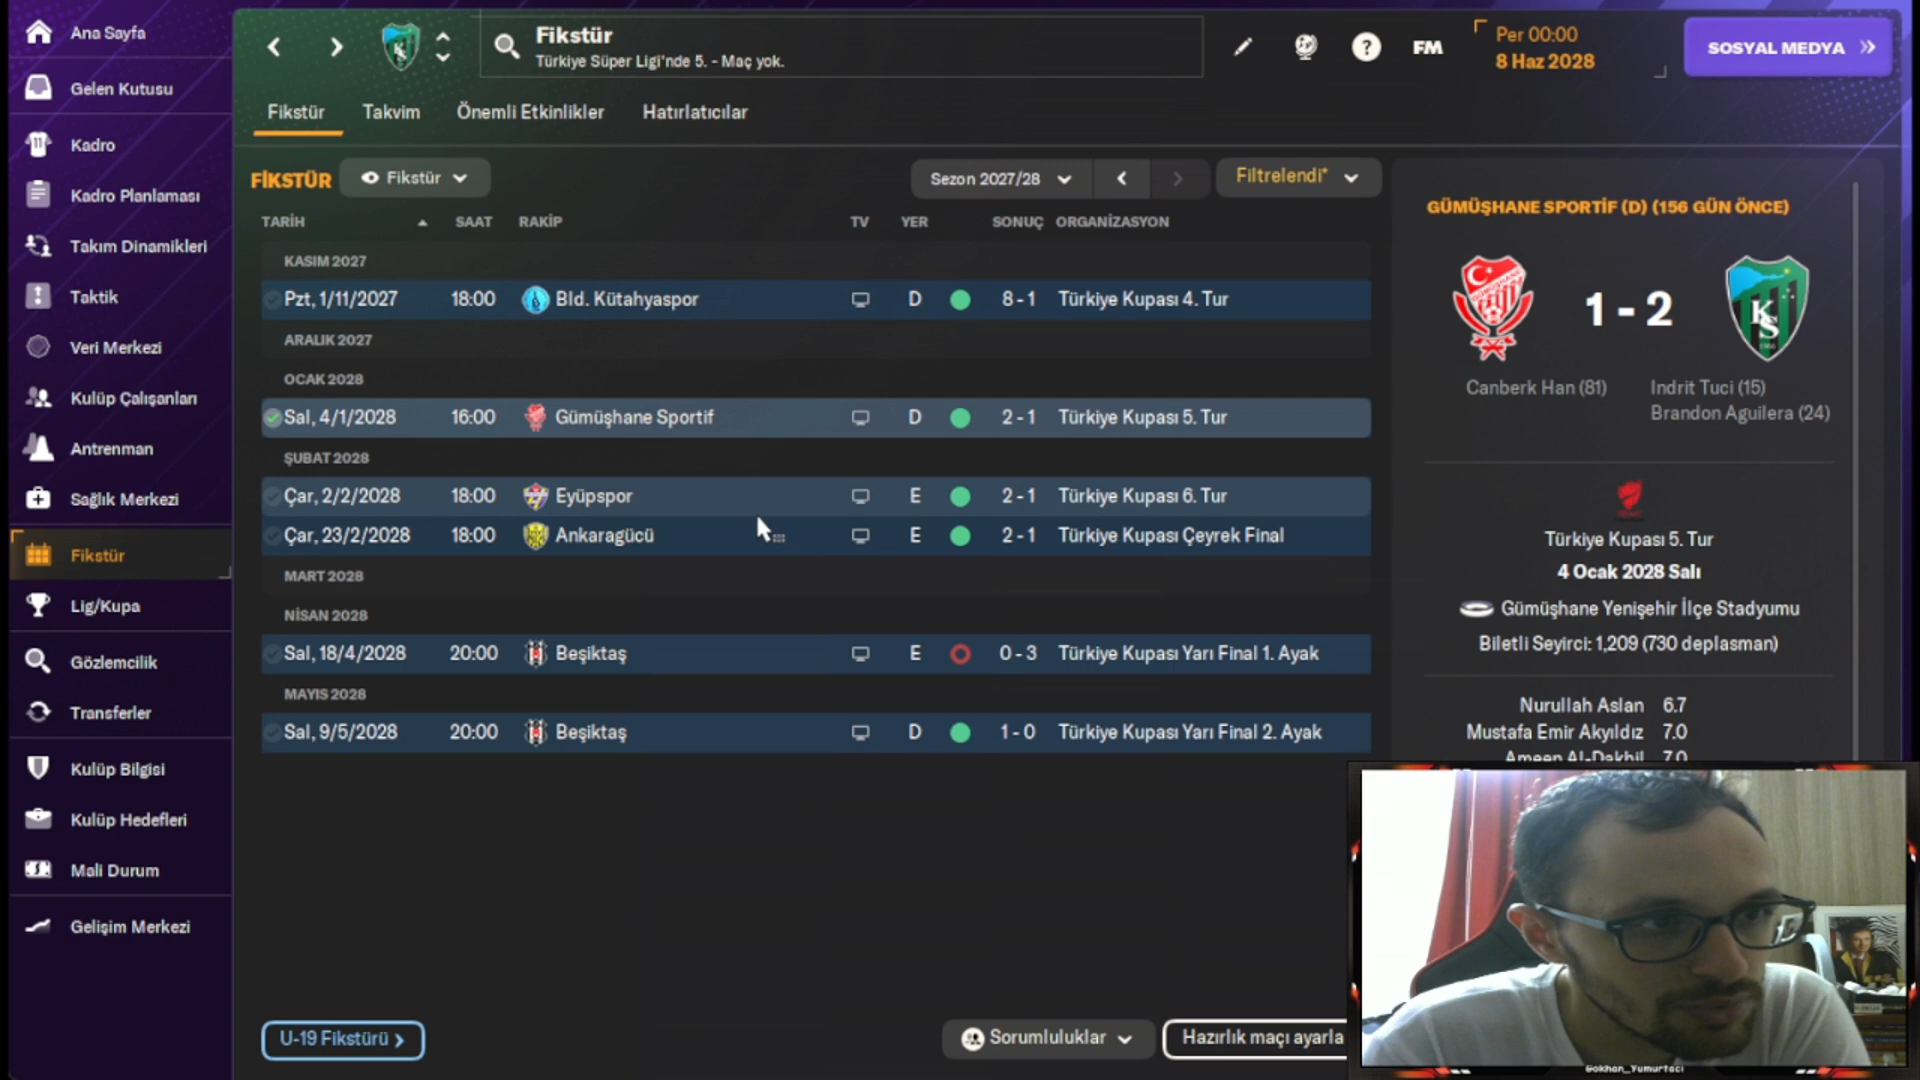 Ana Sayfa
Gelen Kutusu
Kadro
Kadro Planlaması
Takım Dinamikleri
Taktik
Veri Merkezi
Kulüp Çalışanları
Antrenman
Sağlık Merkezi
Fikstür
Lig/Kupa
Gözlemcilik
Transferler
Kulüp Bilgisi
Kulüp Hedefleri
Mali Durum
Gelişim Merkezi
Fikstür
Türkiye Süper Ligi'nde 5. - Maç yok.
FM
Per 00:00
8 Haz 2028
SOSYAL MEDYA
Fikstür Takvim Önemli Etkinlikler Hatırlatıcılar
FİKSTÜR Fikstür Sezon 2027/28 Filtrelendi*
TARİH SAAT RAKİP TV YER SONUÇ ORGANİZASYON
KASIM 2027
Pzt, 1/11/2027 18:00 Bld. Kütahyaspor D 8 - 1 Türkiye Kupası 4. Tur
ARALIK 2027
OCAK 2028
Sal, 4/1/2028 16:00 Gümüşhane Sportif D 2 - 1 Türkiye Kupası 5. Tur
ŞUBAT 2028
Çar, 2/2/2028 18:00 Eyüpspor E 2 - 1 Türkiye Kupası 6. Tur
Çar, 23/2/2028 18:00 Ankaragücü E 2 - 1 Türkiye Kupası Çeyrek Final
MART 2028
NİSAN 2028
Sal, 18/4/2028 20:00 Beşiktaş E 0 - 3 Türkiye Kupası Yarı Final 1. Ayak
MAYIS 2028
Sal, 9/5/2028 20:00 Beşiktaş D 1 - 0 Türkiye Kupası Yarı Final 2. Ayak
U-19 Fikstürü
Sorumluluklar
Hazırlık maçı ayarla
GÜMÜŞHANE SPORTİF (D) (156 GÜN ÖNCE)
1 - 2
Canberk Han (81) Indrit Tuci (15)
Brandon Aguilera (24)
Türkiye Kupası 5. Tur
4 Ocak 2028 Salı
Gümüşhane Yenişehir İlçe Stadyumu
Biletli Seyirci: 1,209 (730 deplasman)
Nurullah Aslan 6.7
Mustafa Emir Akyıldız 7.0
Ameen Al-Dakhil 7.0
Gokhan_Yumurtaci